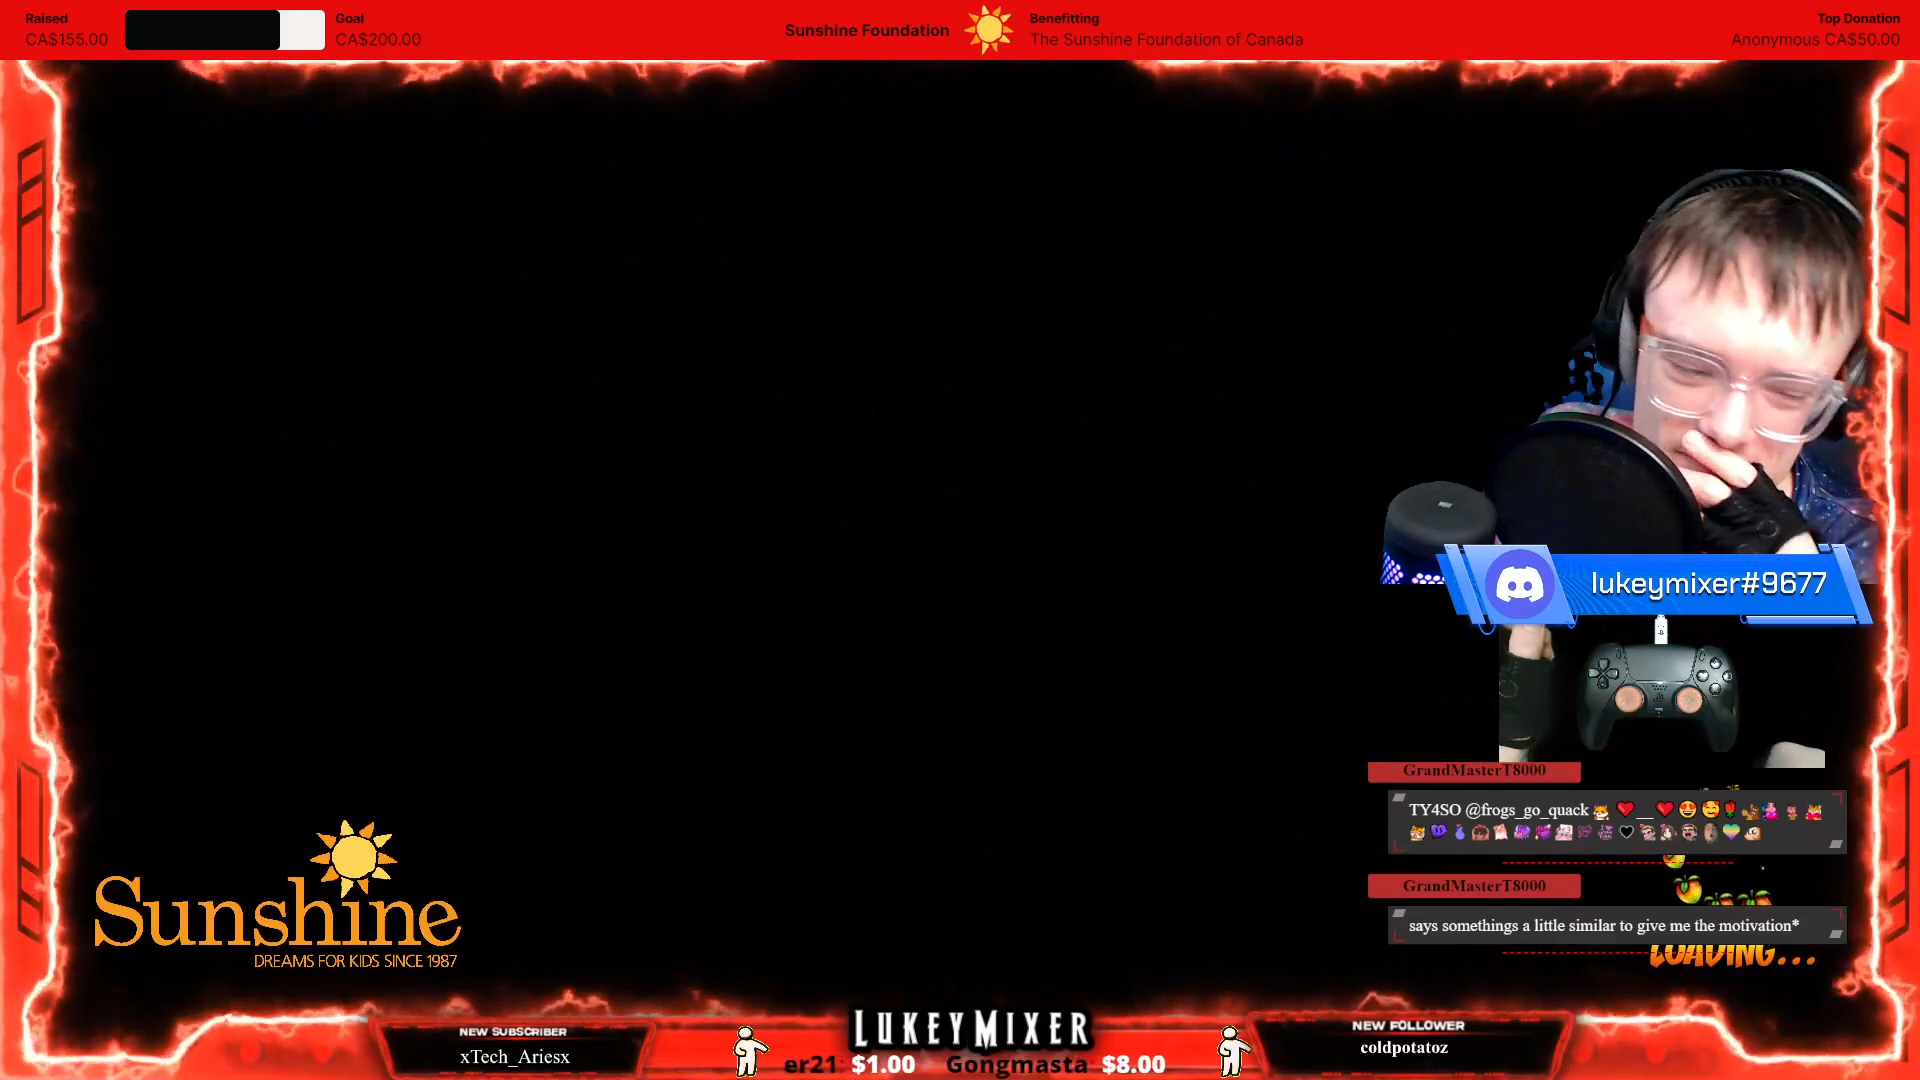 Raised
CA$155.00
Goal
CA$200.00
Sunshine Foundation
Benefitting
The Sunshine Foundation of Canada
Top Donation
Anonymous CA$50.00
lukeymixer#9677
GrandMasterT8000
TY4SO @frogs_go_quack
GrandMasterT8000
says somethings a little similar to give me the motivation*
LOADING...
Sunshine
DREAMS FOR KIDS SINCE 1987
NEW SUBSCRIBER
xTech_Ariesx
LUKEYMIXER
er21: $1.00 Gongmasta $8.00
NEW FOLLOWER
coldpotatoz